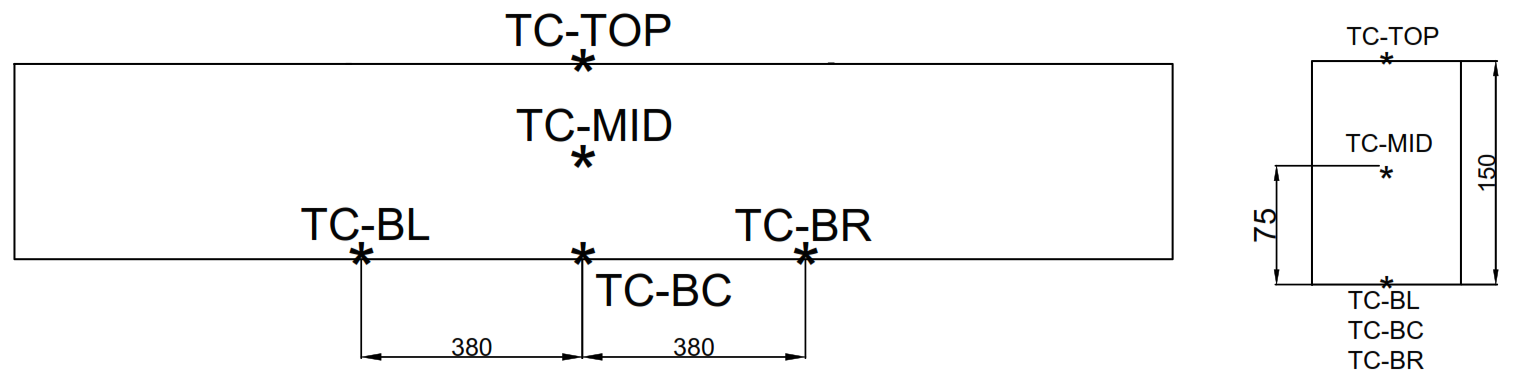 TC-TOP
TC-MID
TC-BL
TC-BR
TC-BC
380
380
TC-TOP
TC-MID
150
75
TC-BL
TC-BC
TC-BR